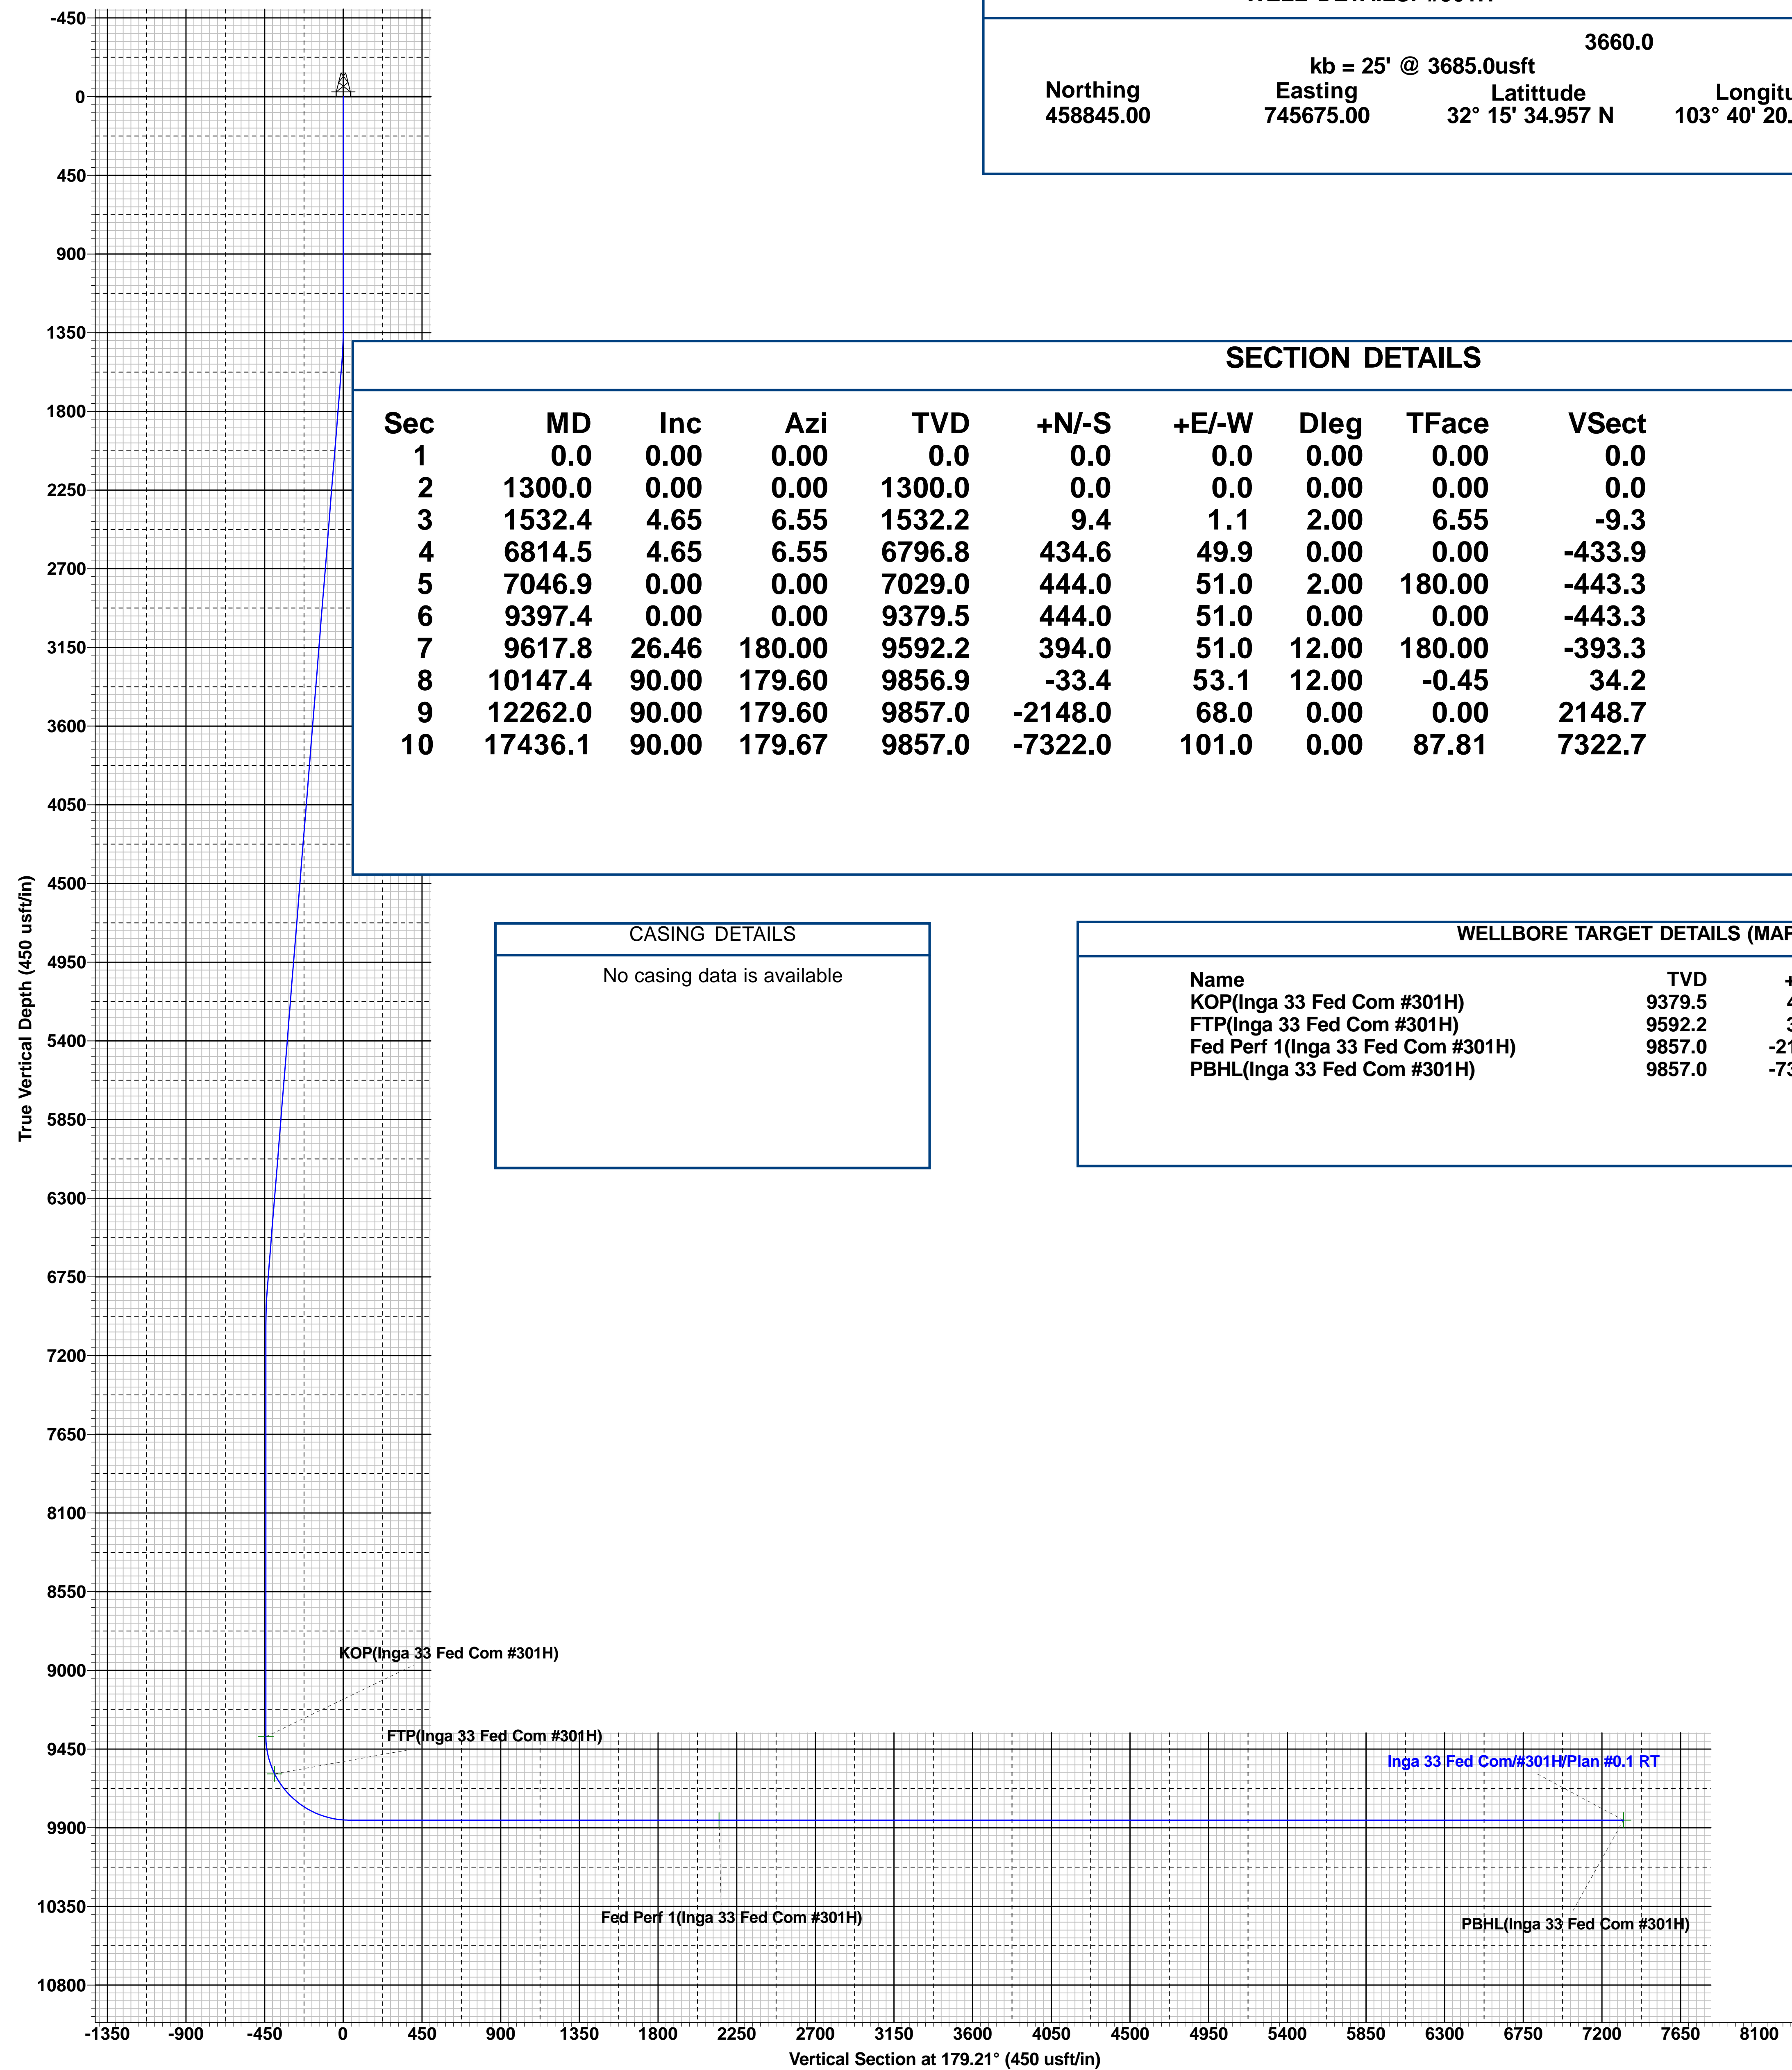 3660.0
kb = 25' @ 3685.0usft
Northing Easting Latittude
458845.00 745675.00 32° 15' 34.957 N 103° 40' 20.
SECTION DETAILS
Sec MD Inc Azi TVD +N/-S +E/-W Dleg TFace VSect
1 0.0 0.00 0.00 0.0 0.0 0.0 0.00 0.00 0.0
2 1300.0 0.00 0.00 1300.0 0.0 0.0 0.00 0.00 0.0
3 1532.4 4.65 6.55 1532.2 9.4 1.1 2.00 6.55 -9.3
4 6814.5 4.65 6.55 6796.8 434.6 49.9 0.00 0.00 -433.9
5 7046.9 0.00 0.00 7029.0 444.0 51.0 2.00 180.00 -443.3
6 9397.4 0.00 0.00 9379.5 444.0 51.0 0.00 0.00 -443.3
7 9617.8 26.46 180.00 9592.2 394.0 51.0 12.00 180.00 -393.3
8 10147.4 90.00 179.60 9856.9 -33.4 53.1 12.00 -0.45 34.2
9 12262.0 90.00 179.60 9857.0 -2148.0 68.0 0.00 0.00 2148.7
10 17436.1 90.00 179.67 9857.0 -7322.0 101.0 0.00 87.81 7322.7
CASING DETAILS
No casing data is available
WELLBORE TARGET DETAILS
Name TVD
KOP(Inga 33 Fed Com #301H) 9379.5
FTP(Inga 33 Fed Com #301H) 9592.2
Fed Perf 1(Inga 33 Fed Com #301H) 9857.0
PBHL(Inga 33 Fed Com #301H) 9857.0
True Vertical Depth (450 usft/in)
-450
0
450
900
1350
1800
2250
2700
3150
3600
4050
4500
4950
5400
5850
6300
6750
7200
7650
8100
8550
9000
9450
9900
10350
10800
KOP(Inga 33 Fed Com #301H)
FTP(Inga 33 Fed Com #301H)
Inga 33 Fed Com/#301H/Plan #0.1 RT
Fed Perf 1(Inga 33 Fed Com #301H)
PBHL(Inga 33 Fed Com #301H)
-1350 -900 -450 0 450 900 1350 1800 2250 2700 3150 3600 4050 4500 4950 5400 5850 6300 6750 7200 7650 8100
Vertical Section at 179.21° (450 usft/in)